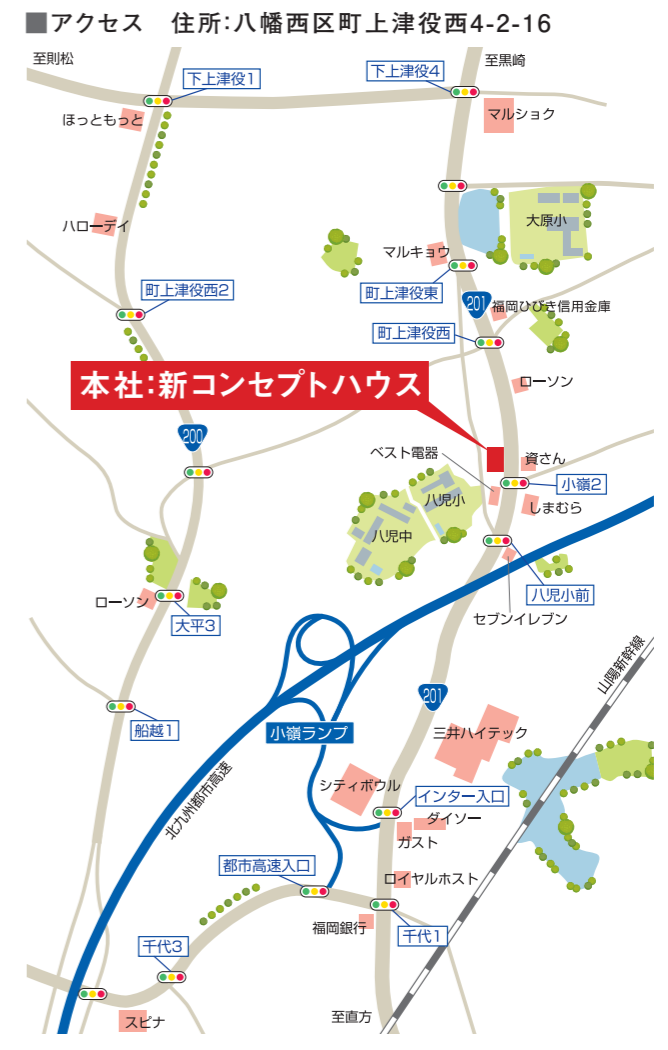 ■アクセス　住所:八幡西区町上津役西4-2-16
至則松
下上津役1
下上津役4
至黒崎
ほっともっと
マルショク
ハローデイ
大原小
マルキョウ
町上津役西2
町上津役東
201
福岡ひびき信用金庫
町上津役西
本社:新コンセプトハウス
ローソン
200
ベスト電器
資さん
小嶺2
八児小
しまむら
八児中
八児小前
ローソン
セブンイレブン
大平3
山陽新幹線
201
船越1
小嶺ランプ
三井ハイテック
北九州都市高速
シティボウル
インター入口
ダイソー
ガスト
都市高速入口
ロイヤルホスト
福岡銀行
千代1
千代3
スピナ
至直方